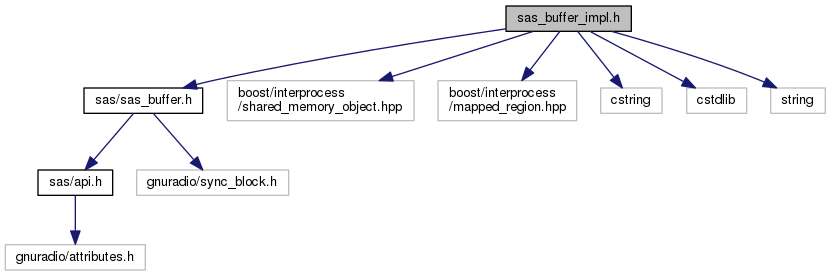 sas_buffer_impl.h
sas/sas_buffer.h
boost/interprocess
/shared_memory_object.hpp
boost/interprocess
/mapped_region.hpp
cstring
cstdlib
string
sas/api.h
gnuradio/sync_block.h
gnuradio/attributes.h